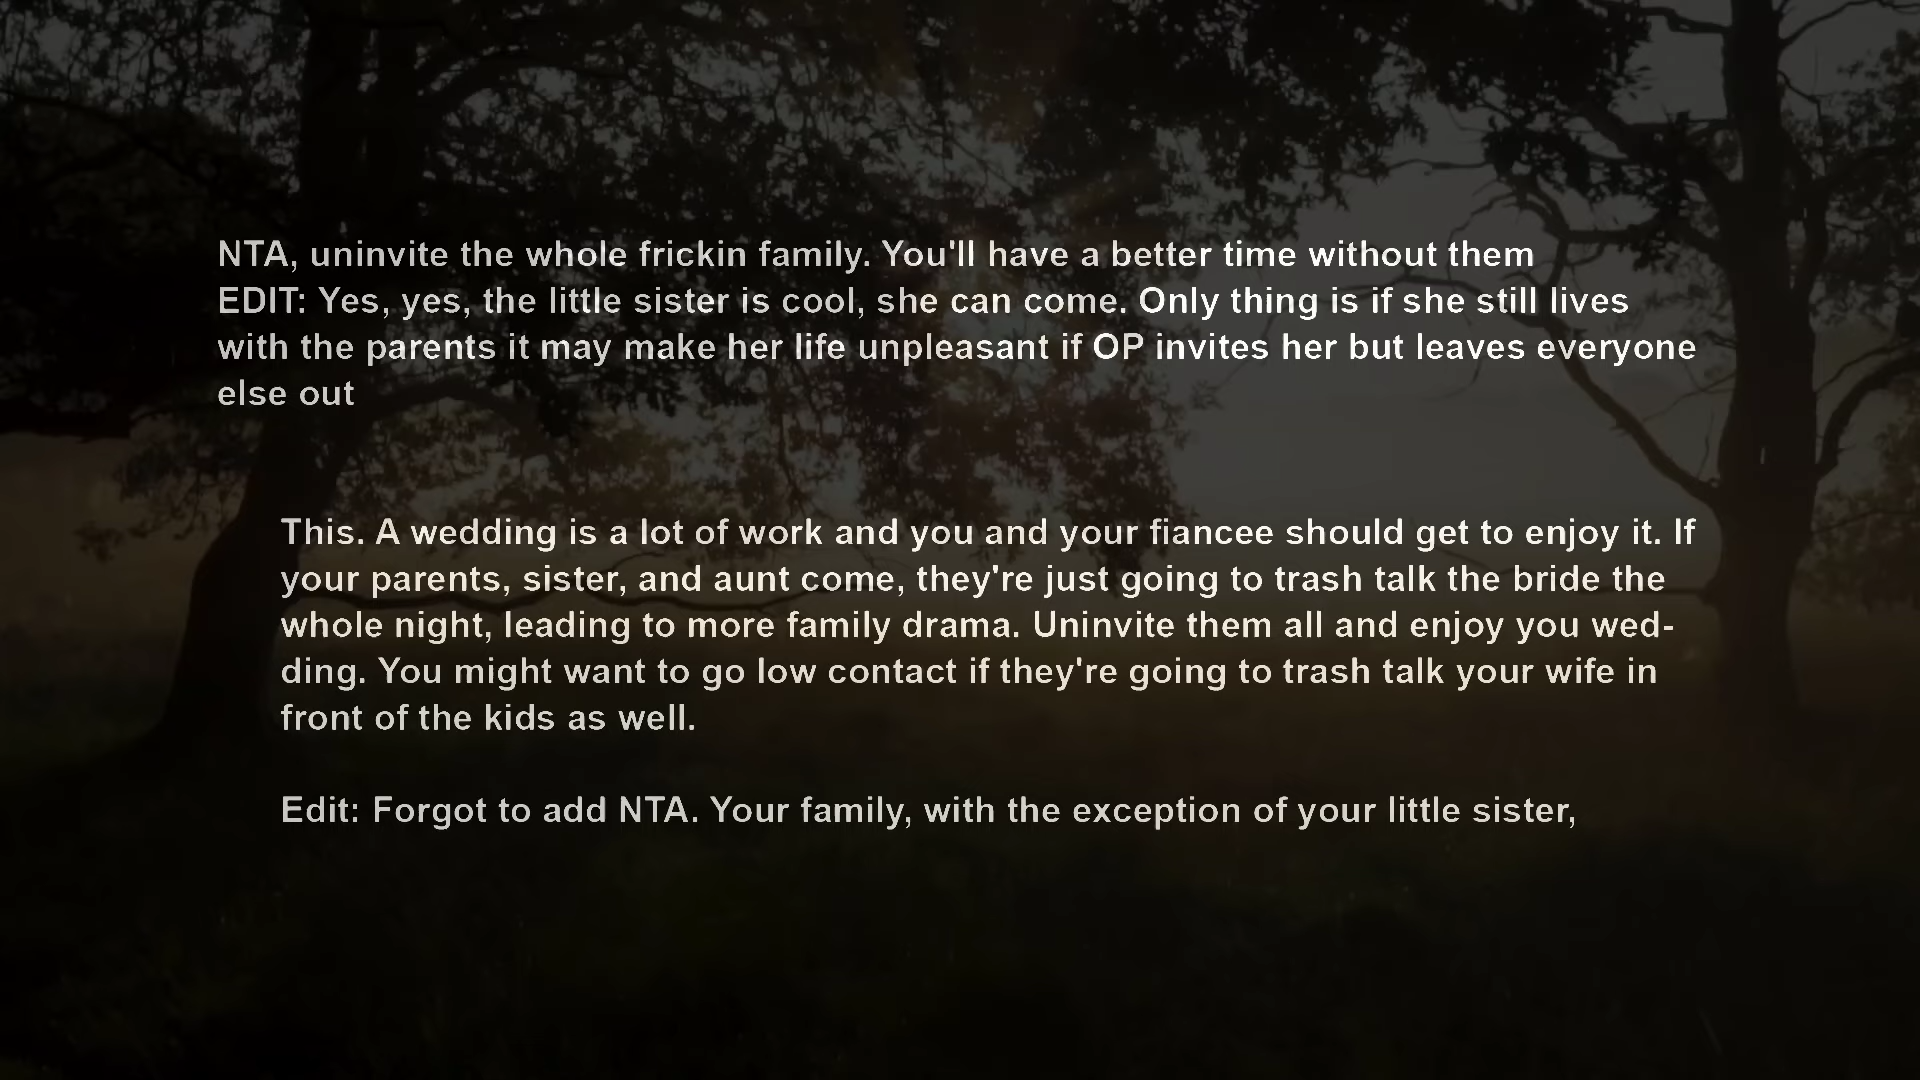 NTA, uninvite the whole frickin family. You'll have a better time without them
EDIT: Yes, yes, the little sister is cool, she can come. Only thing is if she still lives
with the parents it may make her life unpleasant if OP invites her but leaves everyone
else out
This. A wedding is a lot of work and you and your fiancee should get to enjoy it. If
your parents, sister, and aunt come, they're just going to trash talk the bride the
whole night, leading to more family drama. Uninvite them all and enjoy you wed-
ding. You might want to go low contact if they're going to trash talk your wife in
front of the kids as well.
Edit: Forgot to add NTA. Your family, with the exception of your little sister,